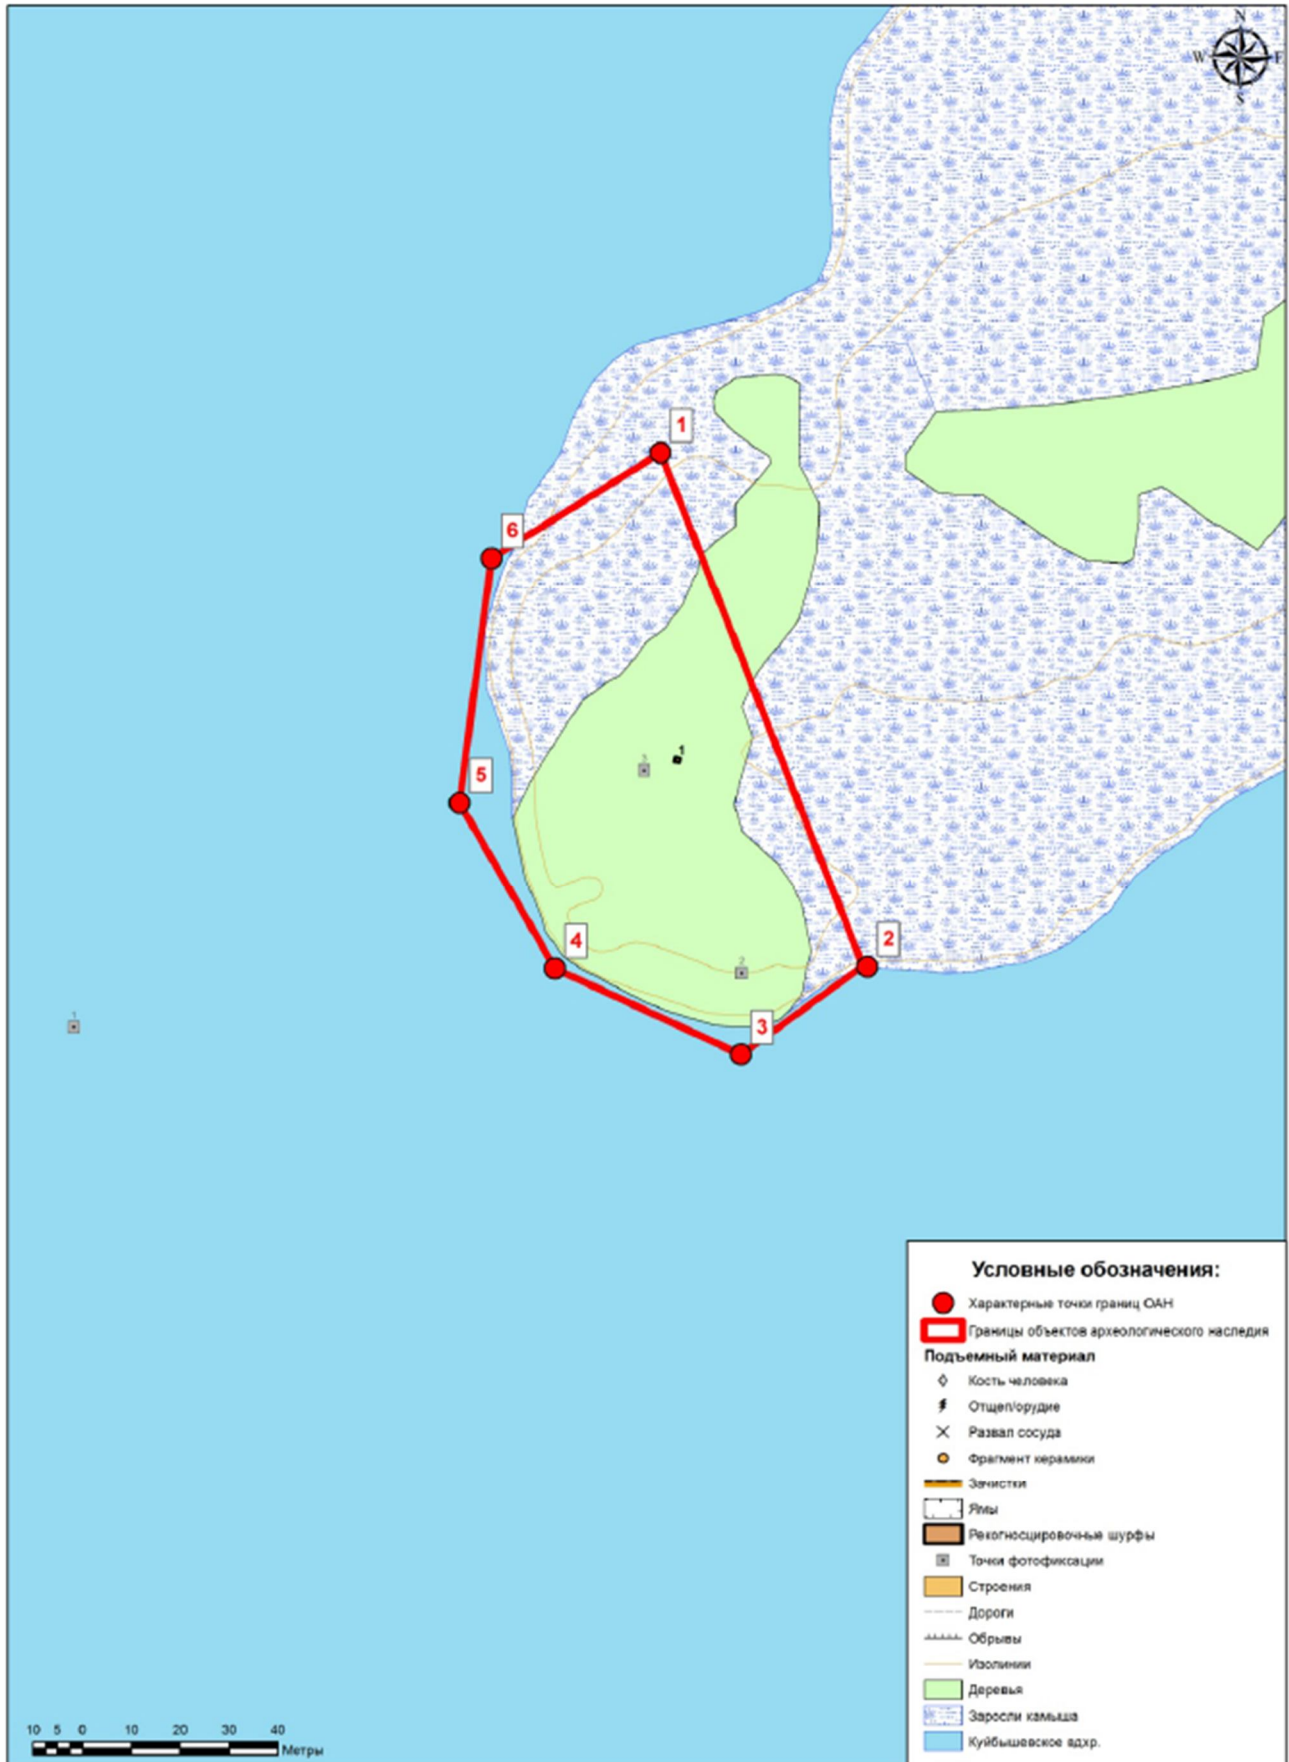 N
W E
S
1
6
1
3
5
2
4
2
3
1
Условные обозначения:
Характерные точки границ ОАН
Границы объектов археологического наследия
Подъемный материал
Кость человека
Отщеп/орудие
Развал сосуда
Фрагмент керамики
Зачистки
Ямы
Рекогносцировочные шурфы
Точки фотофиксации
Строения
Дороги
Обрывы
Изолинии
Деревья
Заросли камыша
Куйбышевское вдхр.
10 5 0 10 20 30 40
Метры